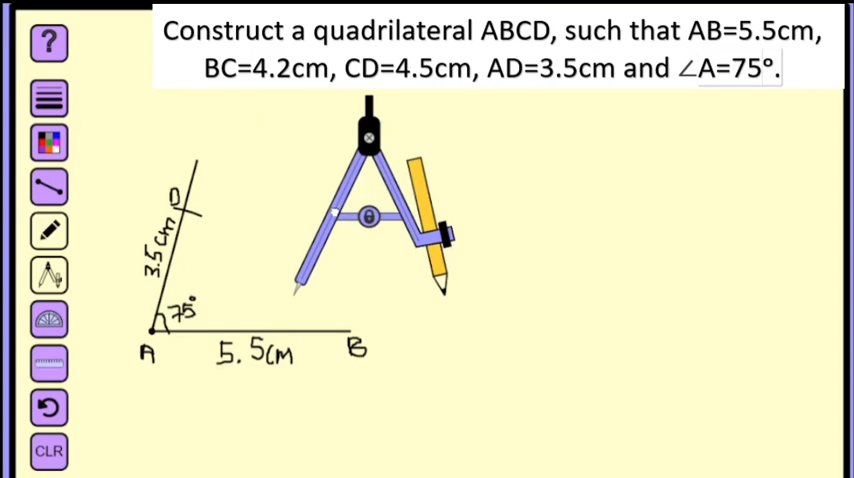 Construct a quadrilateral ABCD, such that AB=5.5cm,
BC=4.2cm, CD=4.5cm, AD=3.5cm and ∠A=75º.
?
D
3.5cm
75°
A
5.5cm
B
CLR